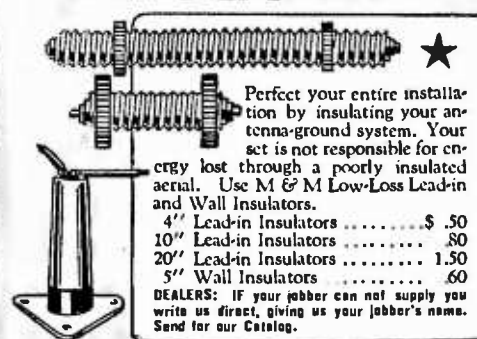 Perfect your entire installa-
tion by insulating your an-
tenna-ground system. Your
set is not responsible for en-
ergy lost through a poorly insulated
aerial. Use M & M Low-Loss Lead-in
and Wall Insulators.
4" Lead-in Insulators ......... $ .50
10" Lead-in Insulators ......... .80
20" Lead-in Insulators ......... 1.50
5" Wall Insulators ......... .60
DEALERS: IF your jobber can not supply you
write us direct, giving us your jobber's name.
Send for our Catalog.